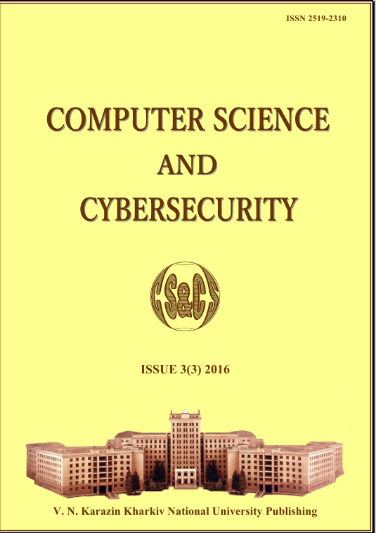 ISSN 2519-2310
COMPUTER SCIENCE
AND
CYBERSECURITY
CS&CS
ISSUE 3(3) 2016
V. N. Karazin Kharkiv National University Publishing